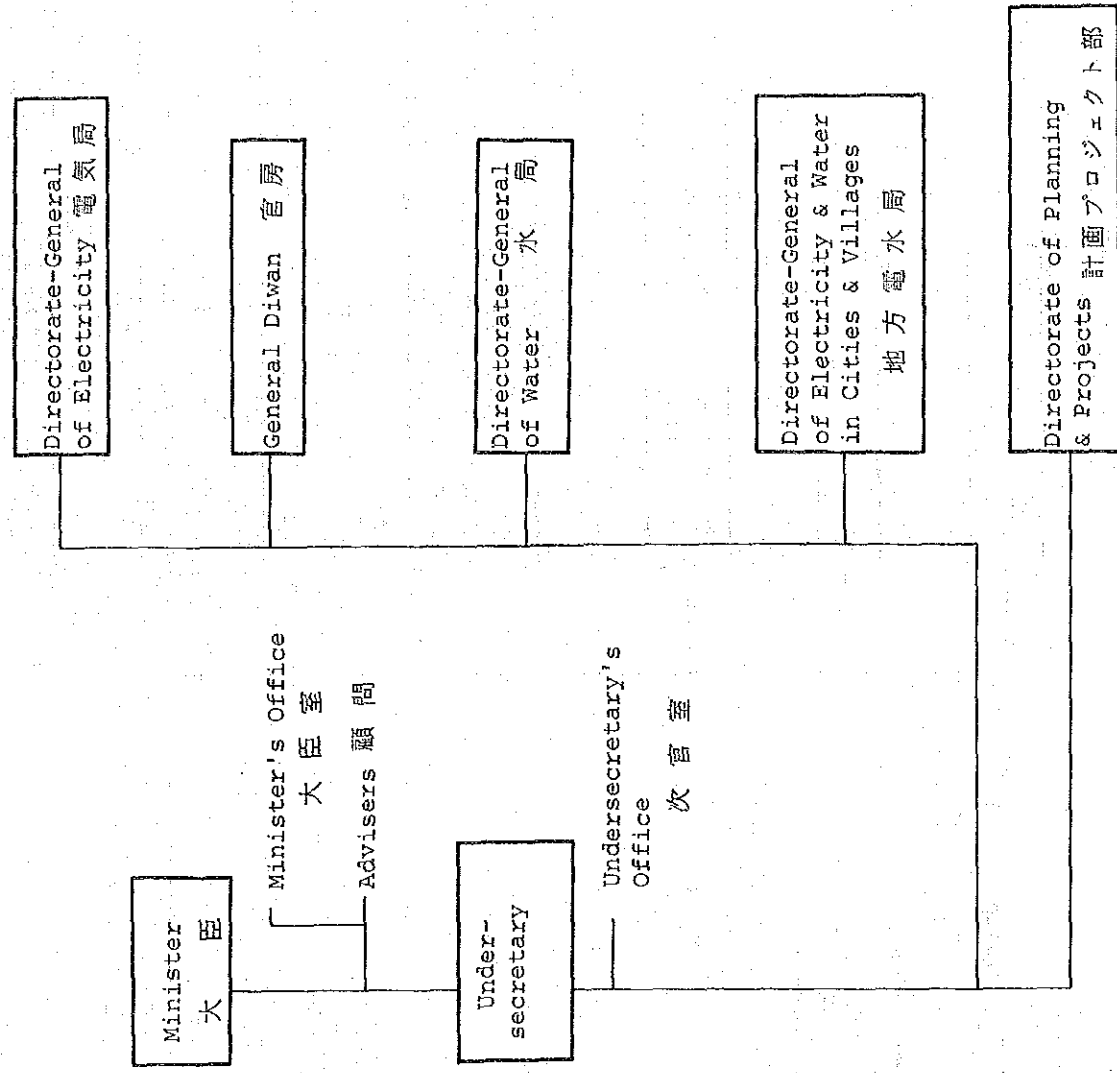 Minister
大臣
Minister's Office
大臣室
Advisers 顧問
Under-
secretary
Undersecretary's
Office
次官室
Directorate-General
of Electricity 電気局
General Diwan 官房
Directorate-General
of Water 水局
Directorate-General
of Electricity & Water
in Cities & Villages
地方電水局
Directorate of Planning
& Projects 計画プロジェクト部